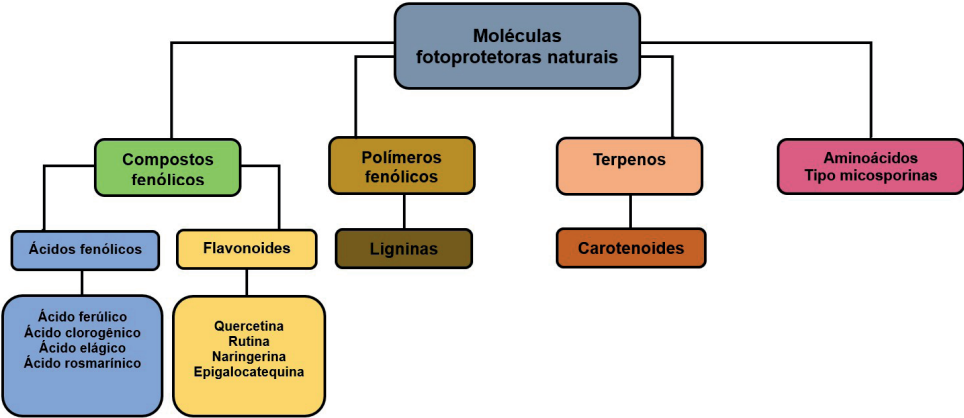 Moléculas
fotoprotetoras naturais
Compostos
fenólicos
Polímeros
fenólicos
Terpenos
Aminoácidos
Tipo micosporinas
Ácidos fenólicos
Flavonoides
Ligninas
Carotenoides
Ácido ferúlico
Ácido clorogênico
Ácido elágico
Ácido rosmarínico
Quercetina
Rutina
Naringerina
Epigalocatequina